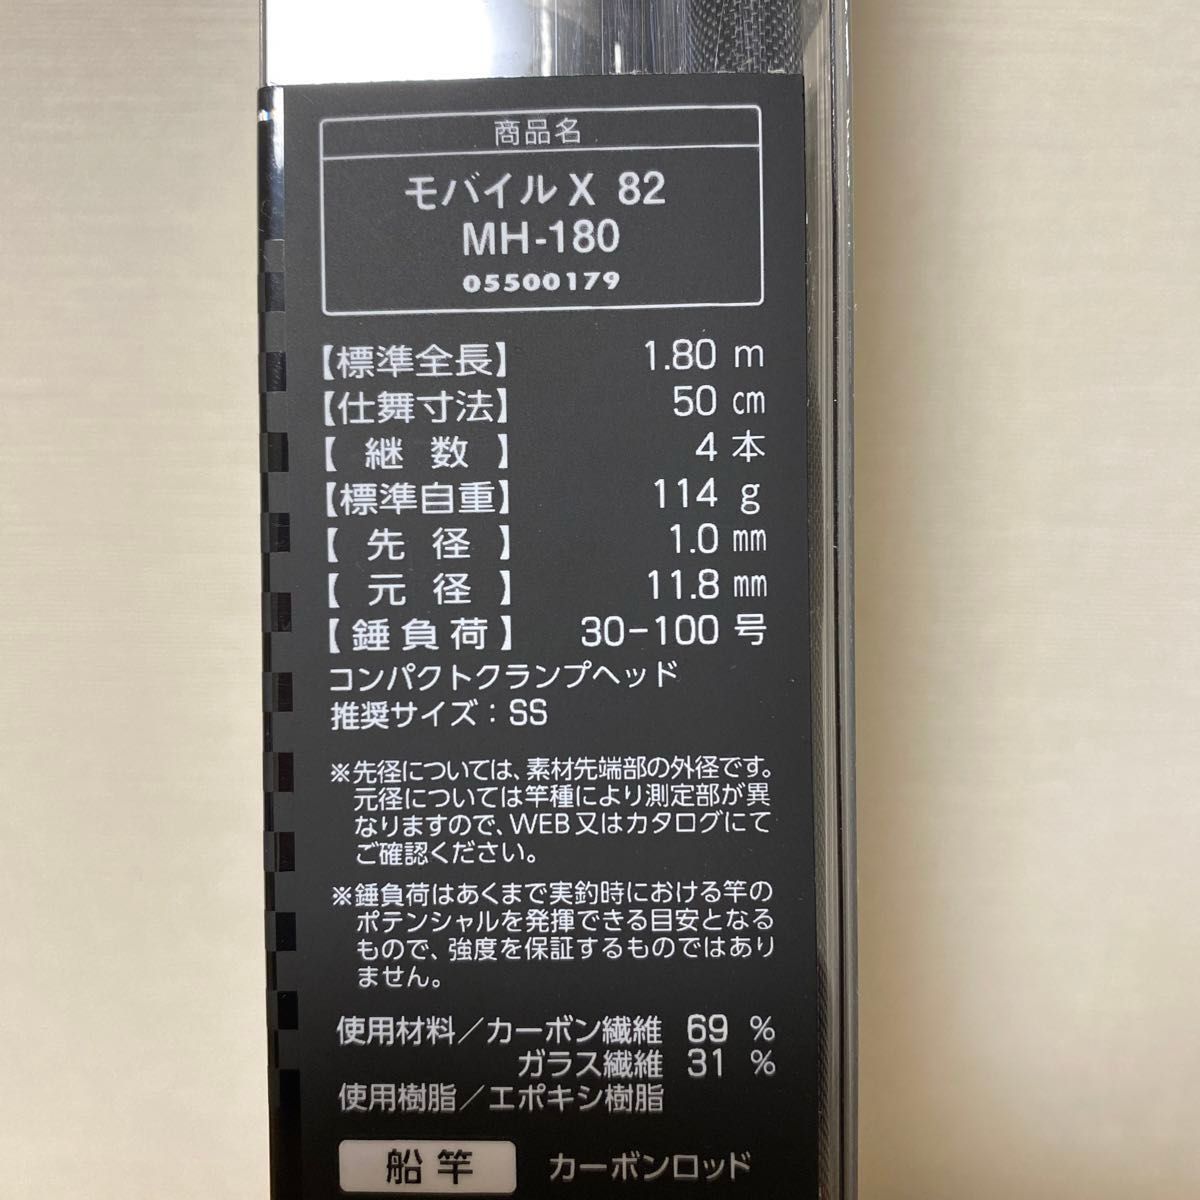 商品名
モバイルX 82
MH-180
05500179
【標準全長】 1.80 m
【仕舞寸法】 50 cm
【継数】 4 本
【標準自重】 114 g
【先径】 1.0 mm
【元径】 11.8 mm
【錘負荷】 30-100 号
コンパクトクランプヘッド
推奨サイズ：SS
※先径については、素材先端部の外径です。
元径については竿種により測定部が異
なりますので、WEB又はカタログにて
ご確認ください。
※錘負荷はあくまで実釣時における竿の
ポテンシャルを発揮できる目安となる
もので、強度を保証するものではあり
ません。
使用材料／カーボン繊維 69 %
ガラス繊維 31 %
使用樹脂／エポキシ樹脂
船竿 カーボンロッド